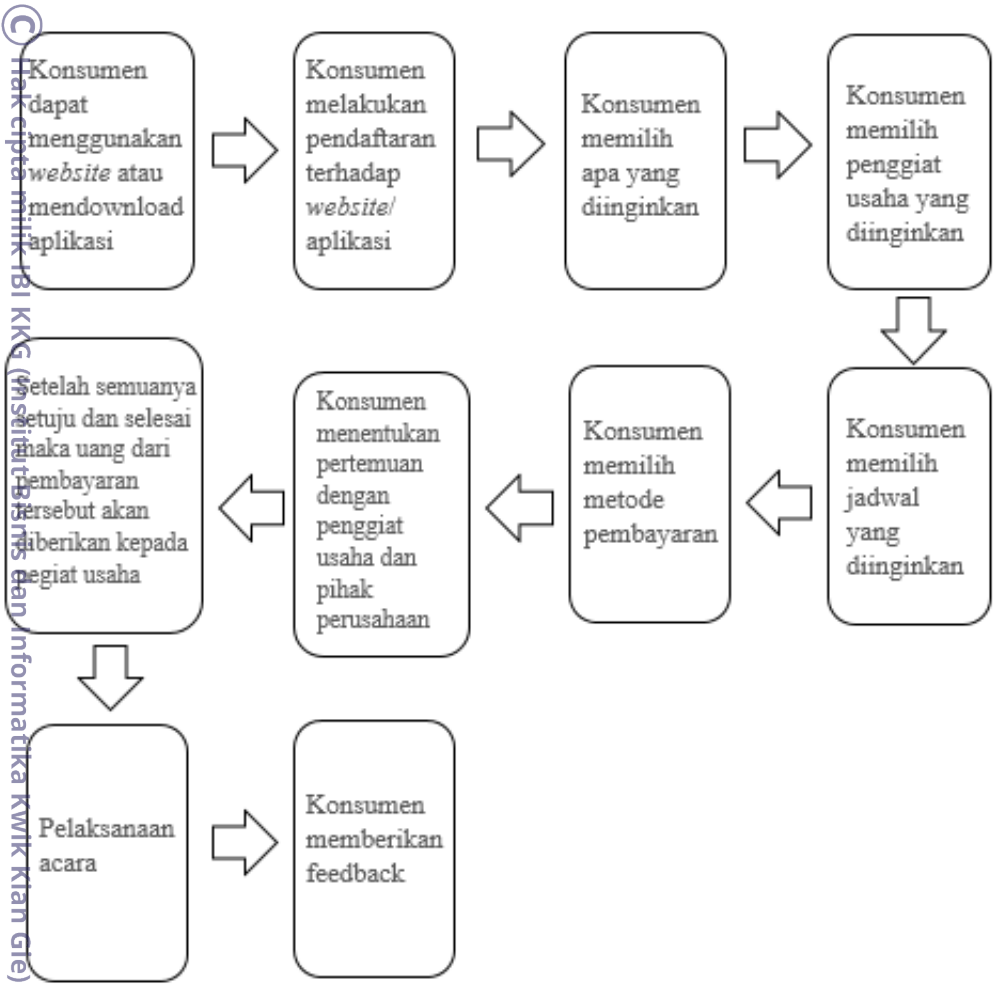 Konsumen
dapat
menggunakan
website atau
mendownload
aplikasi
Konsumen
melakukan
pendaftaran
terhadap
website/
aplikasi
Konsumen
memilih
apa yang
diinginkan
Konsumen
memilih
penggiat
usaha yang
diinginkan
Konsumen
memilih
jadwal
yang
diinginkan
Konsumen
memilih
metode
pembayaran
Konsumen
menentukan
pertemuan
dengan
penggiat
usaha dan
pihak
perusahaan
Setelah semuanya
setuju dan selesai
maka uang dari
pembayaran
tersebut akan
diberikan kepada
pegiat usaha
Pelaksanaan
acara
Konsumen
memberikan
feedback
© Hak cipta milik IBI KKG (Institut Bisnis dan Informatika Kwik Kian Gie)